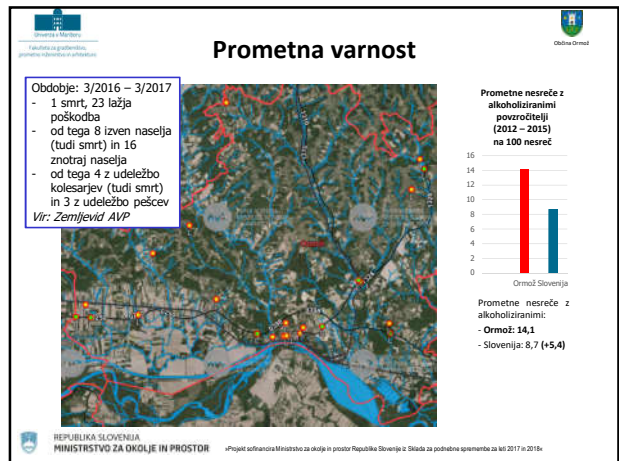 Univerza v Mariboru
Fakulteta za gradbeništvo,
prometno inženirstvo in arhitekturo
Prometna varnost
Občina Ormož
Obdobje: 3/2016 – 3/2017
- 1 smrt, 23 lažja
poškodba
- od tega 8 izven naselja
(tudi smrt) in 16
znotraj naselja
- od tega 4 z udeležbo
kolesarjev (tudi smrt)
in 3 z udeležbo pešcev
Vir: Zemljevid AVP
Prometne nesreče z
alkoholiziranimi
povzročitelji
(2012 – 2015)
na 100 nesreč
16
14
12
10
8
6
4
2
0
Ormož Slovenija
Prometne nesreče z
alkoholiziranimi:
- Ormož: 14,1
- Slovenija: 8,7 (+5,4)
REPUBLIKA SLOVENIJA
MINISTRSTVO ZA OKOLJE IN PROSTOR
»Projekt sofinancira Ministrstvo za okolje in prostor Republike Slovenije iz Sklada za podnebne spremembe za leti 2017 in 2018«